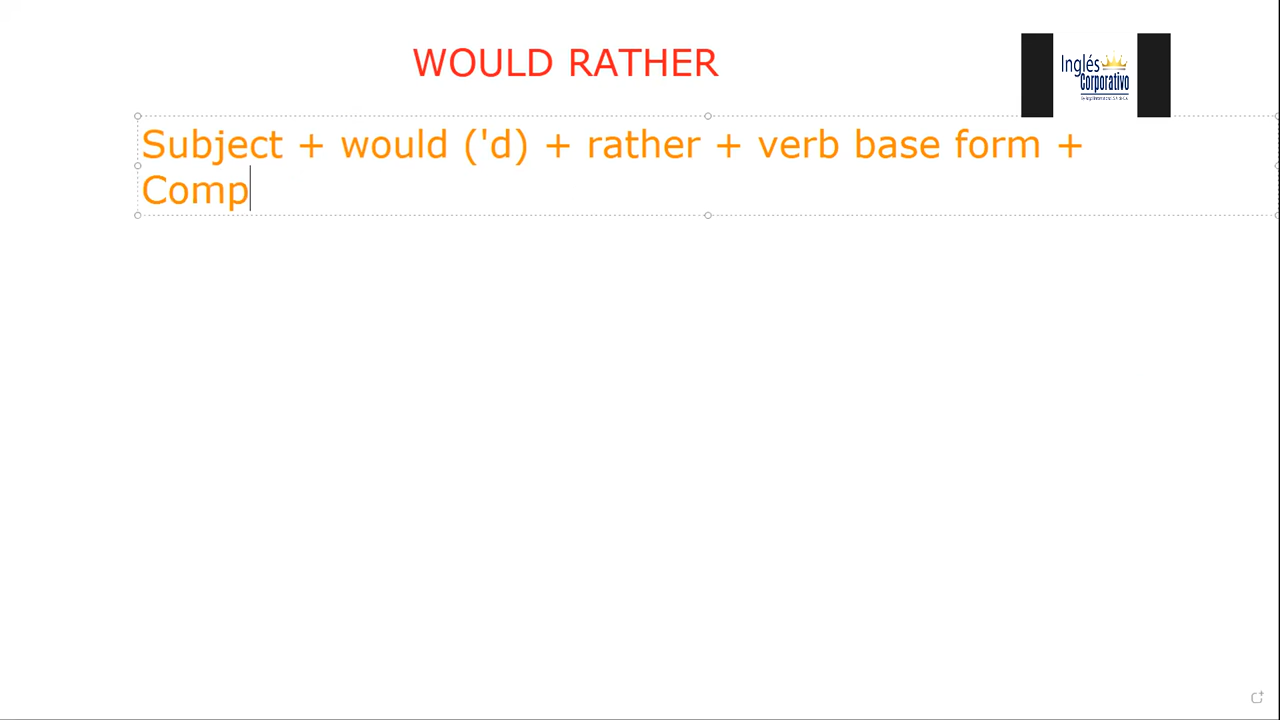 WOULD RATHER
Inglés
Corporativo
Subject + would ('d) + rather + verb base form +
Comp